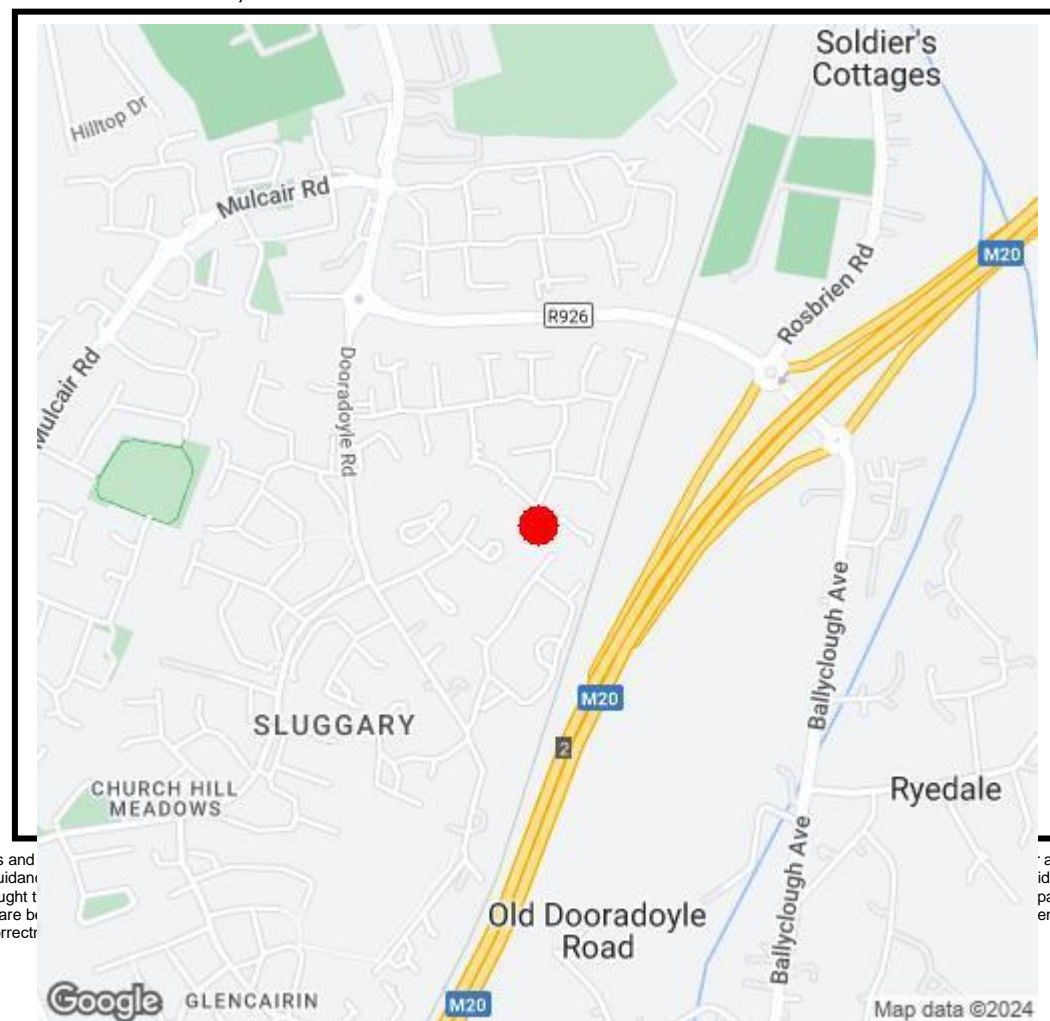 Soldier's
Cottages
Hilltop Dr
Mulcair Rd
M20
Rosbrien Rd
R926
Mulcair Rd
Dooradoyle Rd
Ballyclough Ave
M20
SLUGGARY
2
Ryedale
CHURCH HILL
MEADOWS
s and
Ballyclough Ave
Old Dooradoyle
Road
Google
GLENCAIRIN
M20
Map data ©2024